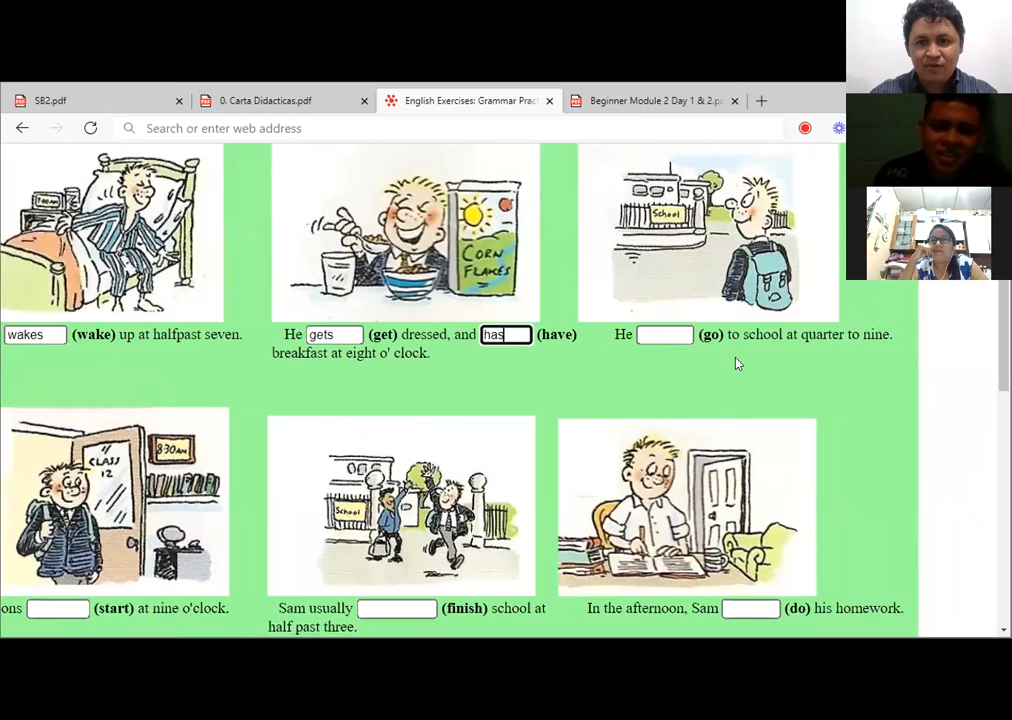 SB2.pdf
0. Carta Didacticas.pdf
English Exercises: Grammar Pract
Beginner Module 2 Day 1 & 2.pd
Search or enter web address
7:00 AM
CORN
FLAKES
School
wakes (wake) up at halfpast seven.
He gets (get) dressed, and has (have)
breakfast at eight o' clock.
He (go) to school at quarter to nine.
CLASS
12
8:30AM
School
ons (start) at nine o'clock.
Sam usually (finish) school at
half past three.
In the afternoon, Sam (do) his homework.